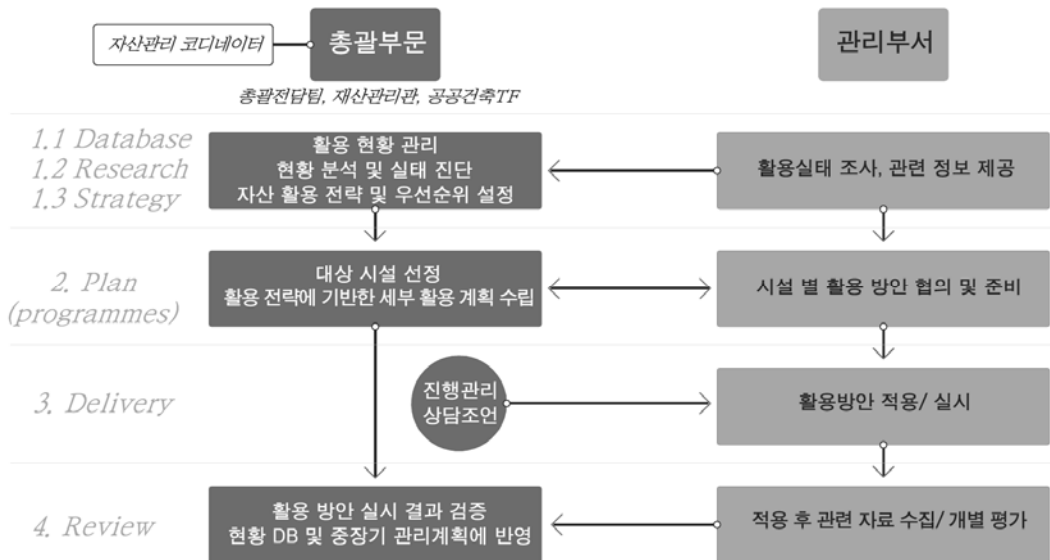 자산관리 코디네이터
총괄부문
관리부서
총괄전담팀, 재산관리관, 공공건축TF
1.1 Database
1.2 Research
1.3 Strategy
활용 현황 관리
현황 분석 및 실태 진단
자산 활용 전략 및 우선순위 설정
활용실태 조사, 관련 정보 제공
2. Plan
(programmes)
대상 시설 선정
활용 전략에 기반한 세부 활용 계획 수립
시설 별 활용 방안 협의 및 준비
3. Delivery
진행관리
상담조언
활용방안 적용/ 실시
4. Review
활용 방안 실시 결과 검증
현황 DB 및 중장기 관리계획에 반영
적용 후 관련 자료 수집/ 개별 평가